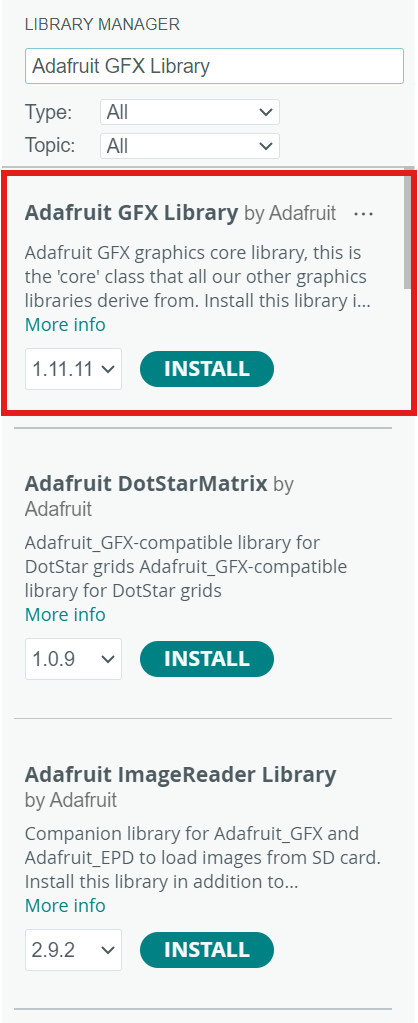 LIBRARY MANAGER
Adafruit GFX Library
Type: All
Topic: All
Adafruit GFX Library by Adafruit ...
Adafruit GFX graphics core library, this is
the 'core' class that all our other graphics
libraries derive from. Install this library i...
More info
1.11.11 INSTALL
Adafruit DotStarMatrix by
Adafruit
Adafruit_GFX-compatible library for
DotStar grids Adafruit_GFX-compatible
library for DotStar grids
More info
1.0.9 INSTALL
Adafruit ImageReader Library
by Adafruit
Companion library for Adafruit_GFX and
Adafruit_EPD to load images from SD card.
Install this library in addition to...
More info
2.9.2 INSTALL